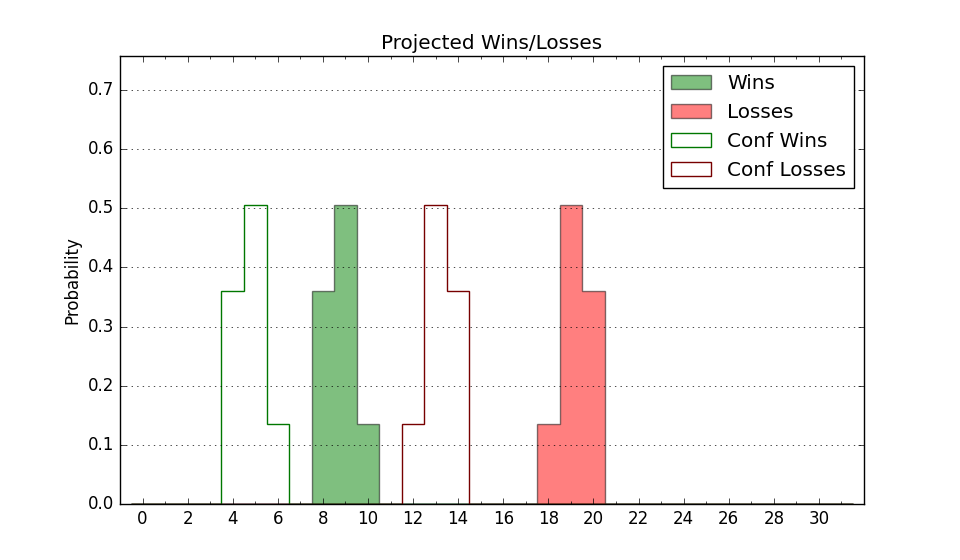 Projected Wins/Losses
Wins
Losses
Conf Wins
Conf Losses
Probability
0.7
0.6
0.5
0.4
0.3
0.2
0.1
0.0
0 2 4 6 8 10 12 14 16 18 20 22 24 26 28 30